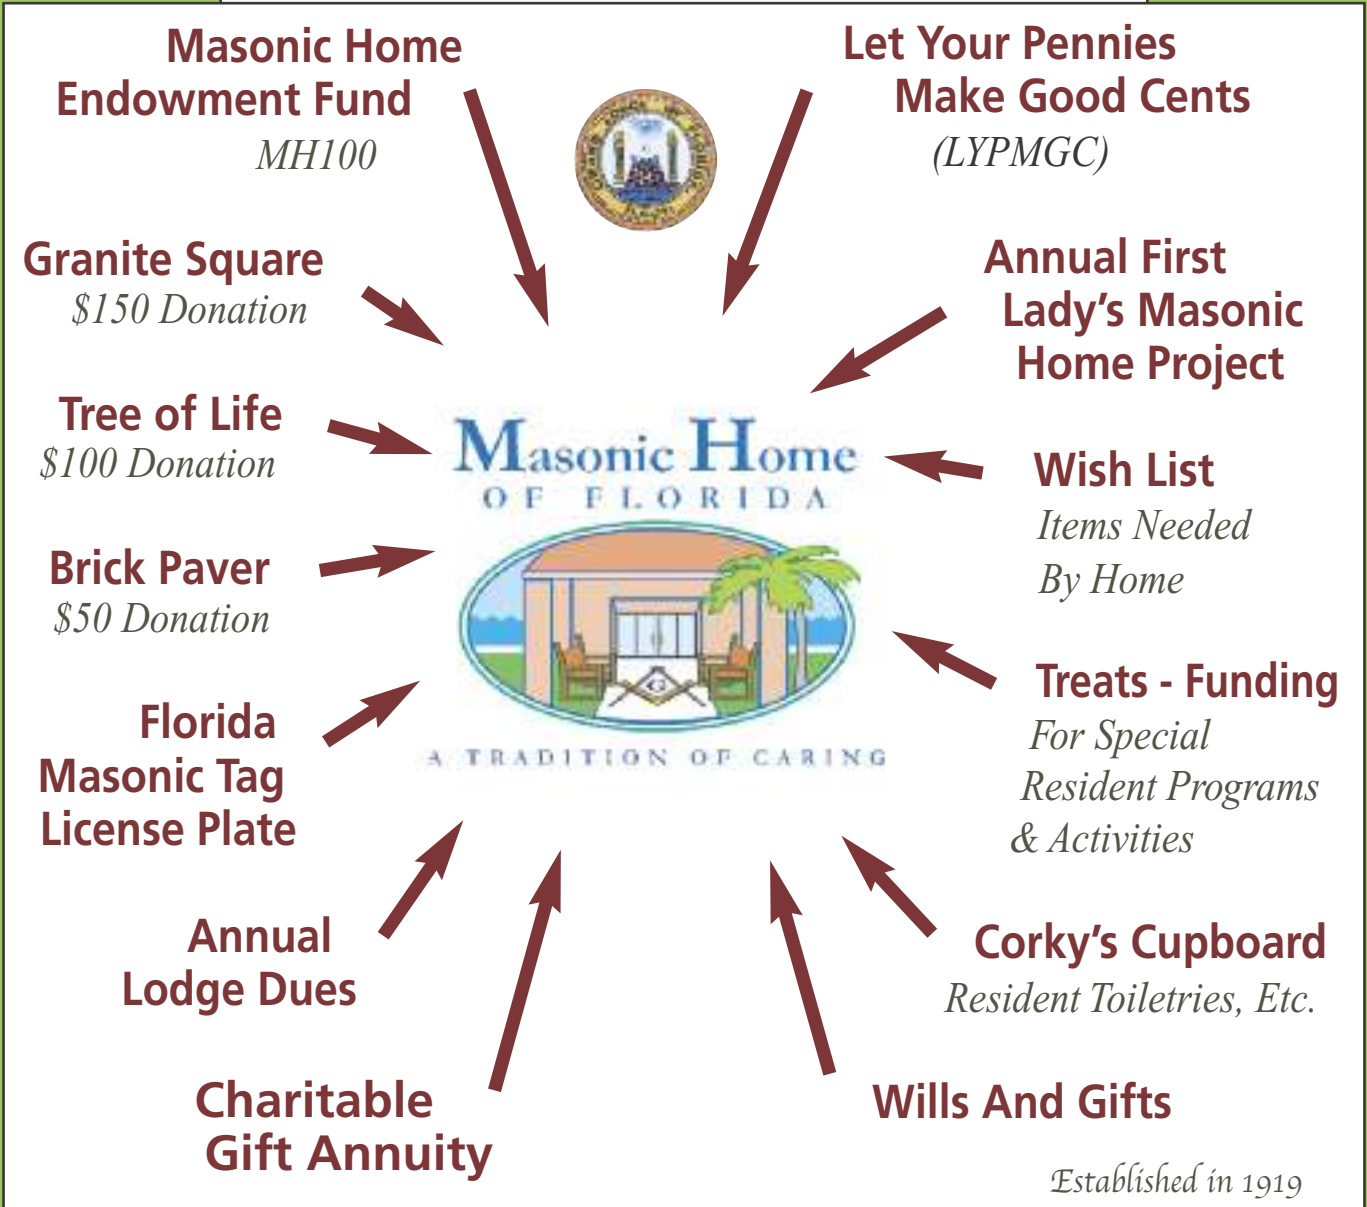 Masonic Home
Endowment Fund
MH100
Let Your Pennies
Make Good Cents
(LYPMGC)
Granite Square
$150 Donation
Annual First
Lady’s Masonic
Home Project
Tree of Life
$100 Donation
Masonic Home
OF FLORIDA
Wish List
Items Needed
By Home
Brick Paver
$50 Donation
G
Treats - Funding
For Special
Resident Programs
& Activities
Florida
Masonic Tag
License Plate
A TRADITION OF CARING
Annual
Lodge Dues
Corky’s Cupboard
Resident Toiletries, Etc.
Charitable
Gift Annuity
Wills And Gifts
Established in 1919